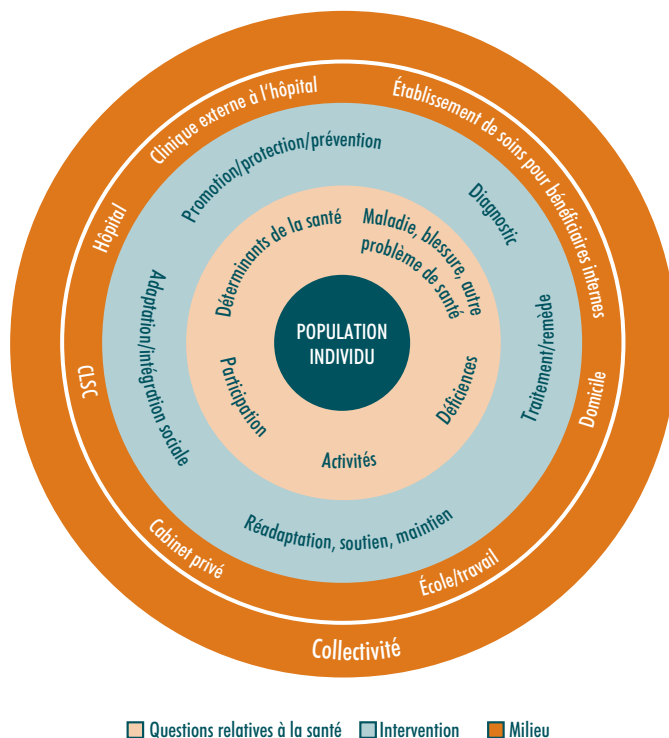 Clinique externe à l'hôpital
Établissement de soins pour bénéficiaires internes
Hôpital
Domicile
CLSC
Cabinet privé
École/travail
Collectivité
Promotion/protection/prévention
Diagnostic
Traitement/remède
Adaptation/intégration sociale
Réadaptation, soutien, maintien
Déterminants de la santé
Maladie, blessure, autre
problème de santé
Déficiences
Activités
Participation
POPULATION
INDIVIDU
Questions relatives à la santé
Intervention
Milieu